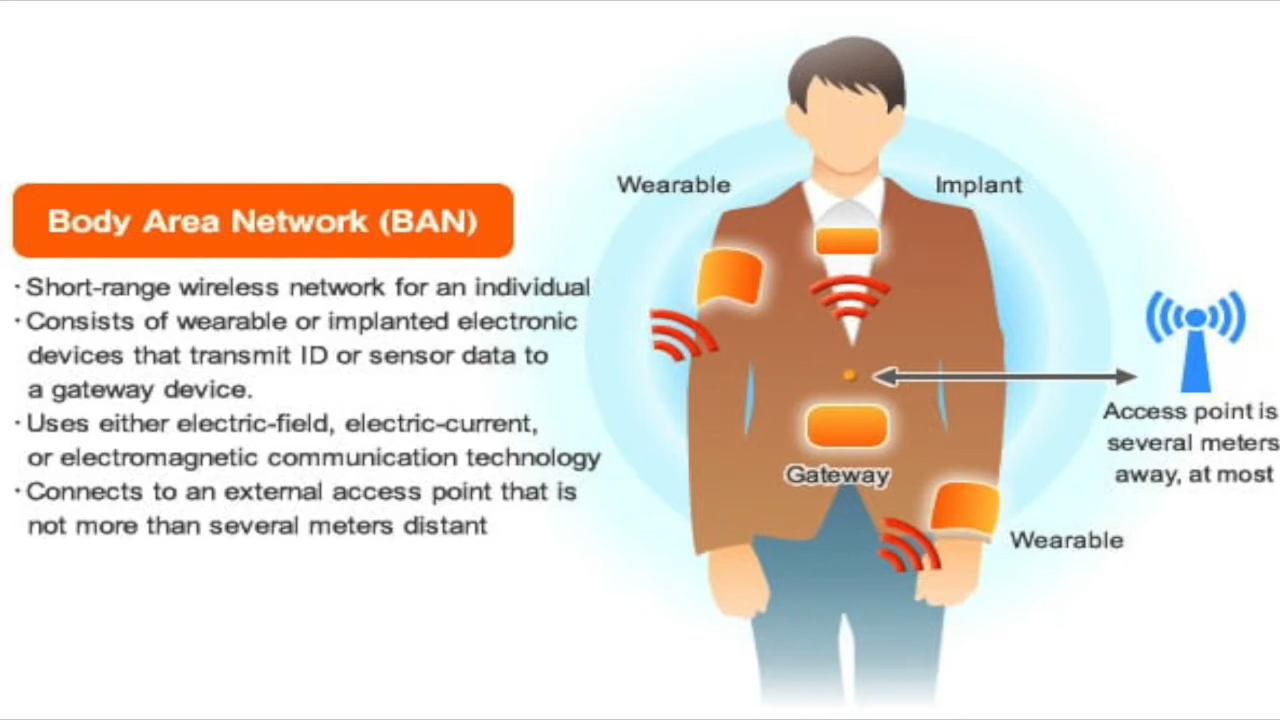 Body Area Network (BAN)
· Short-range wireless network for an individual
· Consists of wearable or implanted electronic
devices that transmit ID or sensor data to
a gateway device.
· Uses either electric-field, electric-current,
or electromagnetic communication technology
· Connects to an external access point that is
not more than several meters distant
Wearable
Implant
Gateway
Wearable
Access point is
several meters
away, at most